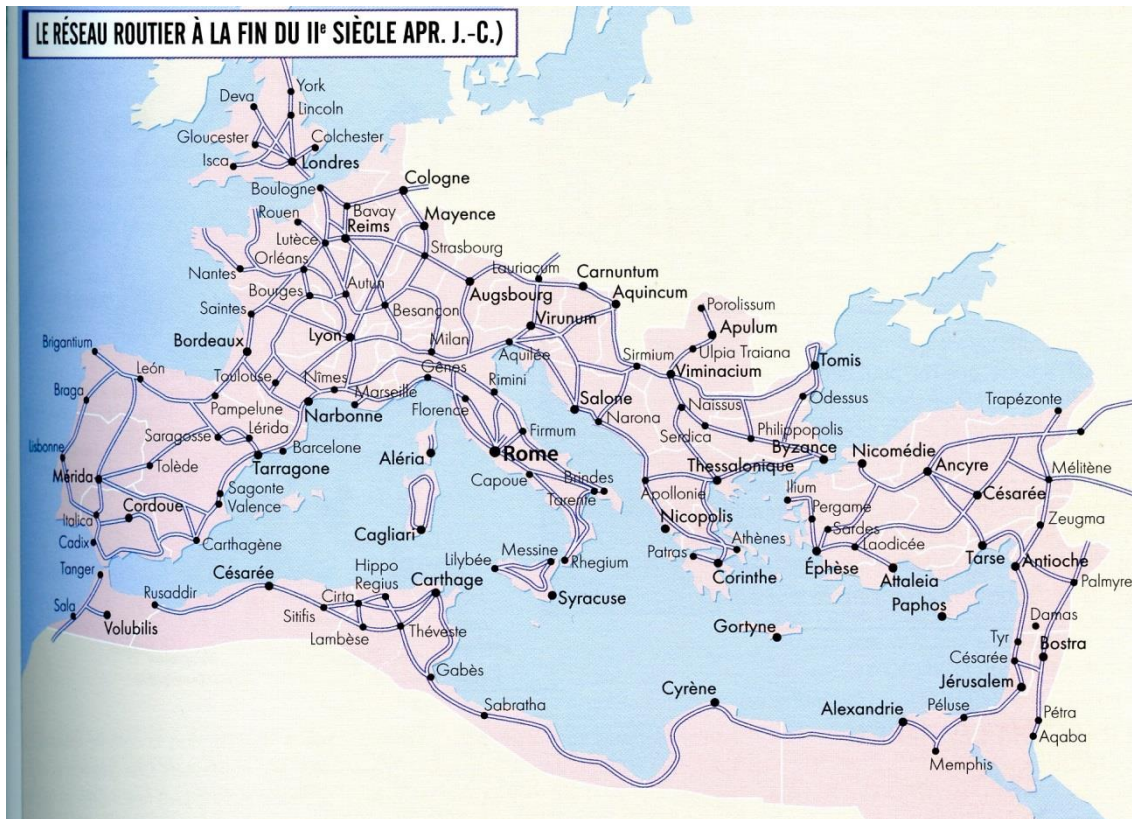 LE RÉSEAU ROUTIER À LA FIN DU IIe SIÈCLE APR. J.-C.)
York
Deva
Lincoln
Gloucester
Colchester
Isca
Londres
Boulogne
Cologne
Bavay
Rouen
Reims
Mayence
Lutèce
Strasbourg
Orléans
Nantes
Lauriacum
Carnuntum
Bourges
Autun
Augsbourg
Aquincum
Saintes
Besançon
Porolissum
Virunum
Apulum
Bordeaux
Lyon
Milan
Aquilée
Sirmium
Ulpia Traiana
Brigantium
Tomis
León
Toulouse
Nîmes
Gênes
Rimini
Viminacium
Braga
Marseille
Salone
Odessus
Trapézonte
Pampelune
Narbonne
Florence
Narona
Naissus
Lérida
Firmum
Serdica
Philippopolis
Saragosse
Barcelone
Lisbonne
Aléria
Rome
Byzance
Nicomédie
Tolède
Tarragone
Thessalonique
Ancyre
Mélitène
Mérida
Capoue
Brindes
Sagonte
Tarente
Apollonie
Ilium
Césarée
Valence
Cordoue
Pergame
Italica
Nicopolis
Zeugma
Cagliari
Sardes
Cadix
Carthagène
Athènes
Laodicée
Messine
Patras
Tanger
Lilybée
Rhegium
Éphèse
Tarse
Antioche
Césarée
Hippo
Regius
Carthage
Corinthe
Attaleia
Palmyre
Rusaddir
Cirta
Syracuse
Paphos
Sala
Sitifis
Damas
Volubilis
Gortyne
Lambèse
Théveste
Tyr
Bostra
Césarée
Gabès
Jérusalem
Cyrène
Sabratha
Alexandrie
Péluse
Pétra
Aqaba
Memphis